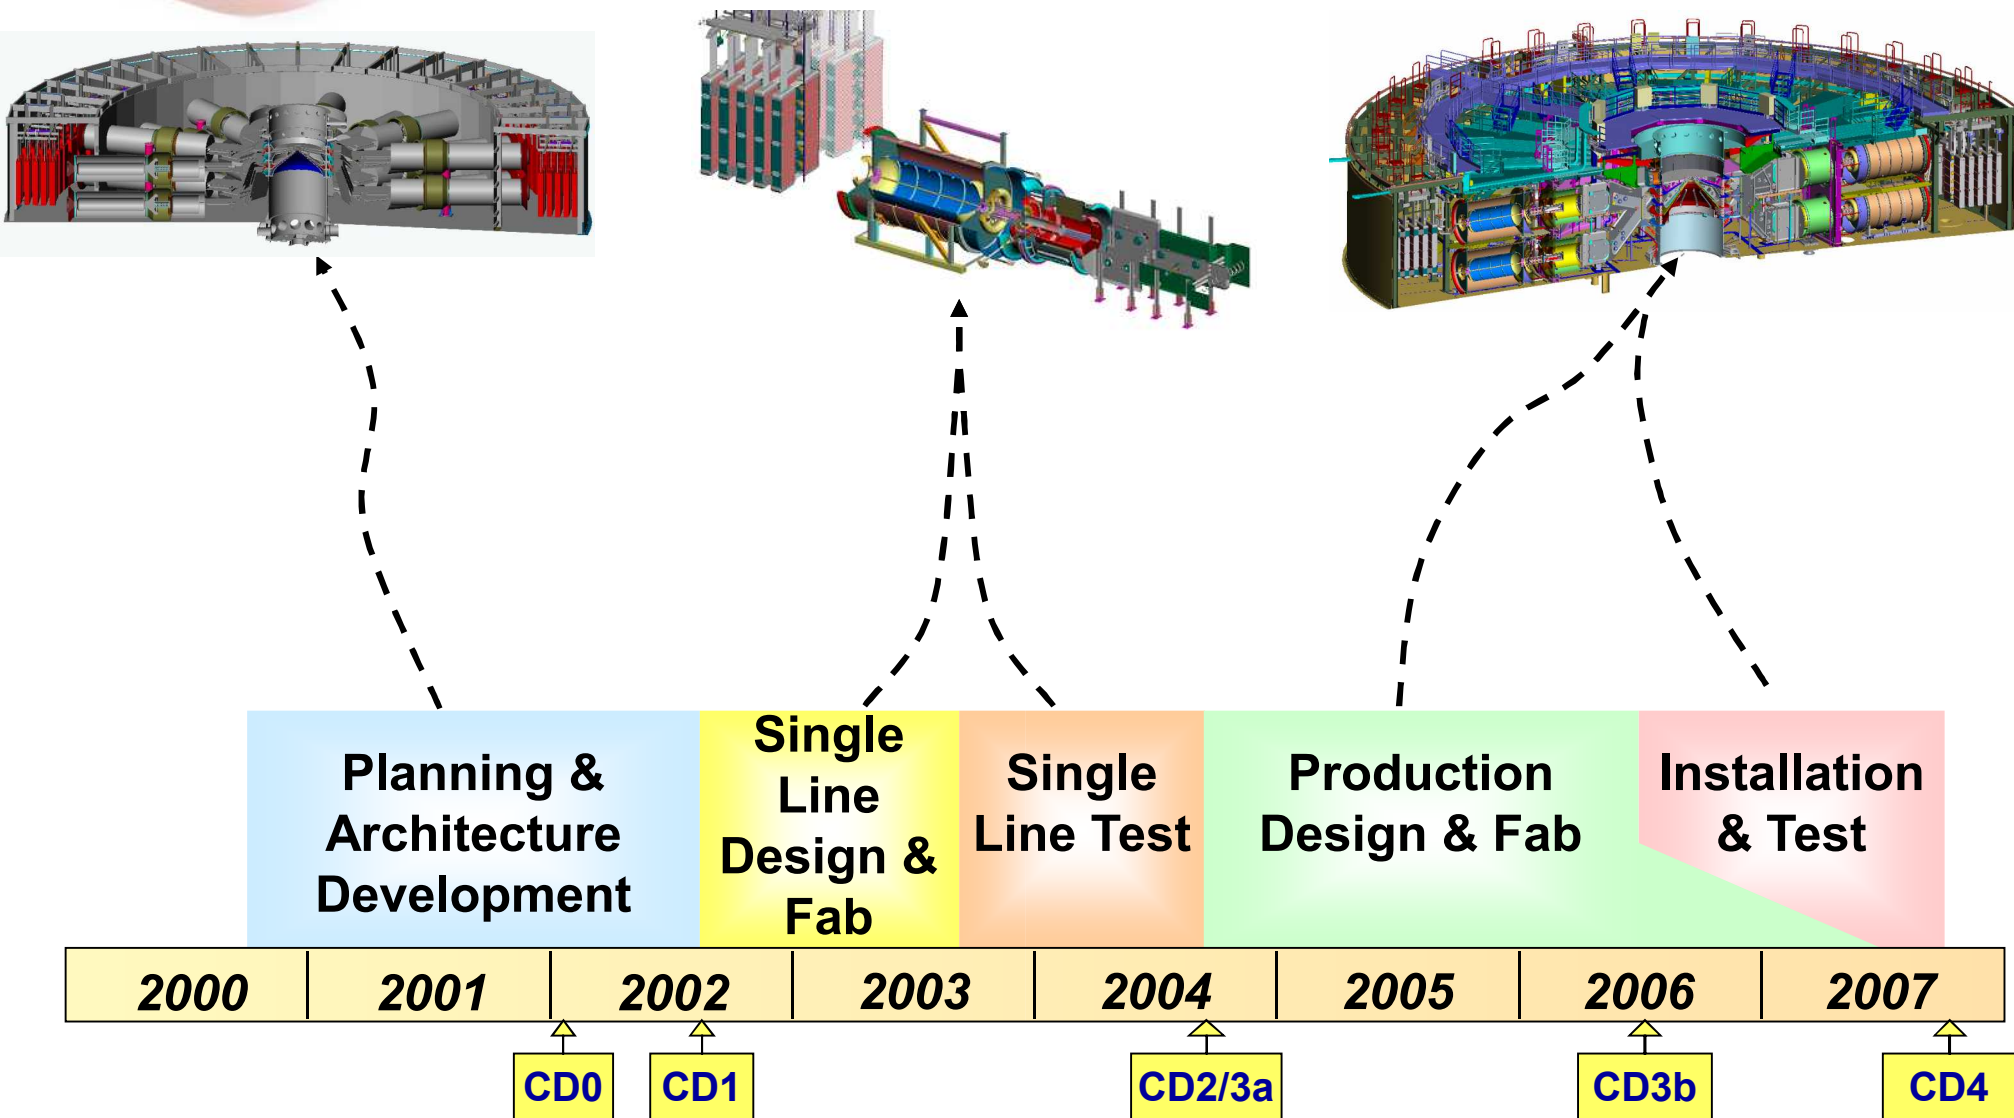 Planning &
Architecture
Development
Single
Line
Design &
Fab
Single
Line Test
Production
Design & Fab
Installation
& Test
2000
2001
2002
2003
2004
2005
2006
2007
CD0
CD1
CD2/3a
CD3b
CD4